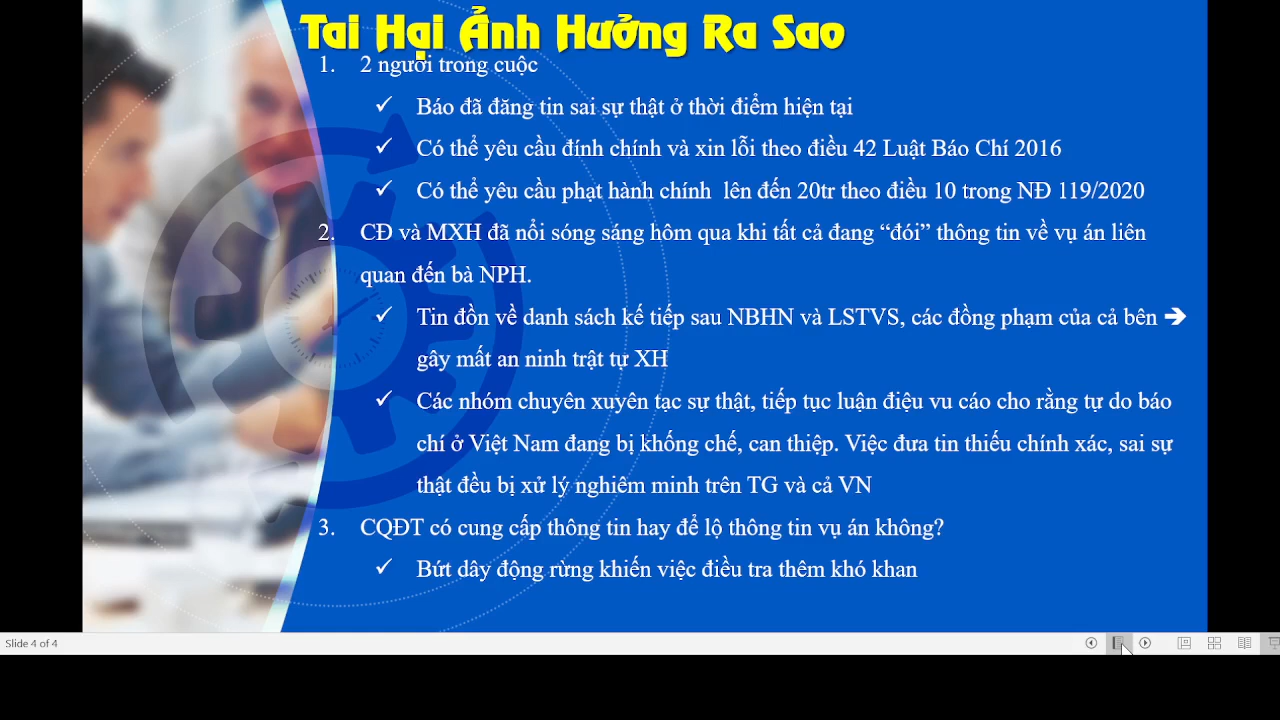 Tai Hại Ảnh Hưởng Ra Sao
1. 2 người trong cuộc
✓ Báo đã đăng tin sai sự thật ở thời điểm hiện tại
✓ Có thể yêu cầu đính chính và xin lỗi theo điều 42 Luật Báo Chí 2016
✓ Có thể yêu cầu phạt hành chính lên đến 20tr theo điều 10 trong NĐ 119/2020
2. CĐ và MXH đã nổi sóng sáng hôm qua khi tất cả đang “đói” thông tin về vụ án liên
quan đến bà NPH.
✓ Tin đồn về danh sách kế tiếp sau NBHN và LSTVS, các đồng phạm của cả bên ➔
gây mất an ninh trật tự XH
✓ Các nhóm chuyên xuyên tạc sự thật, tiếp tục luận điệu vu cáo cho rằng tự do báo
chí ở Việt Nam đang bị khống chế, can thiệp. Việc đưa tin thiếu chính xác, sai sự
thật đều bị xử lý nghiêm minh trên TG và cả VN
3. CQĐT có cung cấp thông tin hay để lộ thông tin vụ án không?
✓ Bứt dây động rừng khiến việc điều tra thêm khó khan
Slide 4 of 4